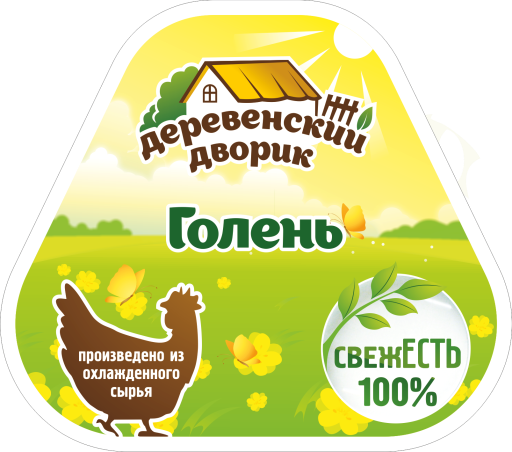 деревенский
дворик
Голень
произведено из
охлажденного
сырья
свежЕСТЬ
100%